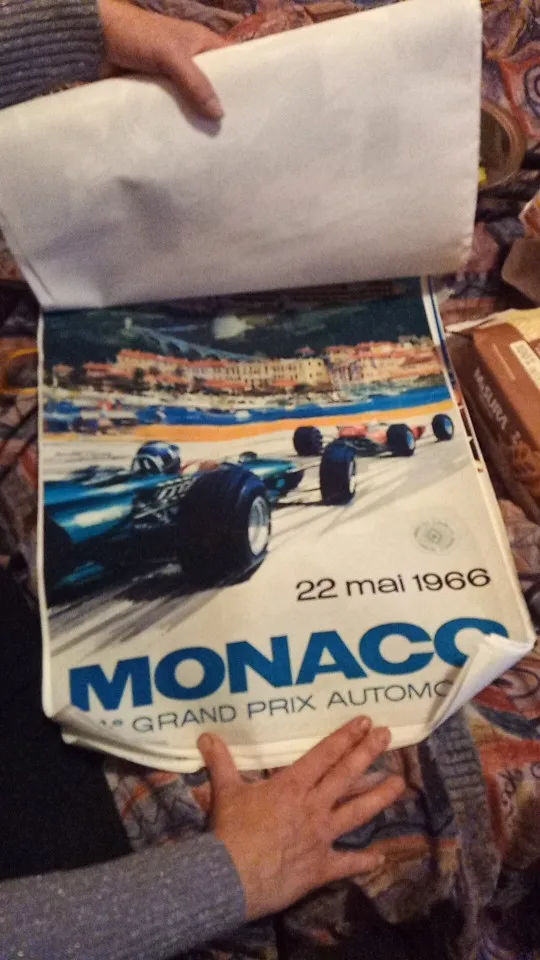 22 mai 1966
MONACO
GRAND PRIX AUTOMO